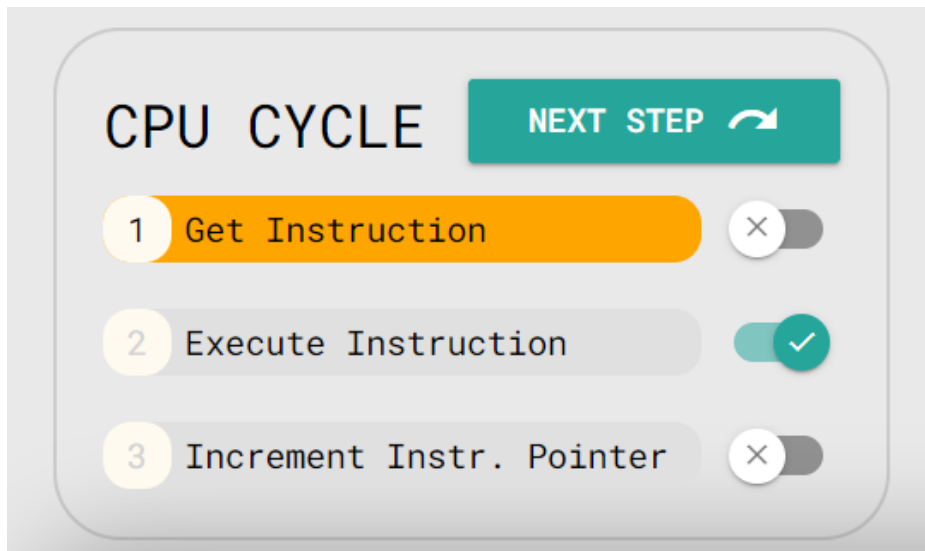 CPU CYCLE
NEXT STEP
1 Get Instruction
2 Execute Instruction
3 Increment Instr. Pointer